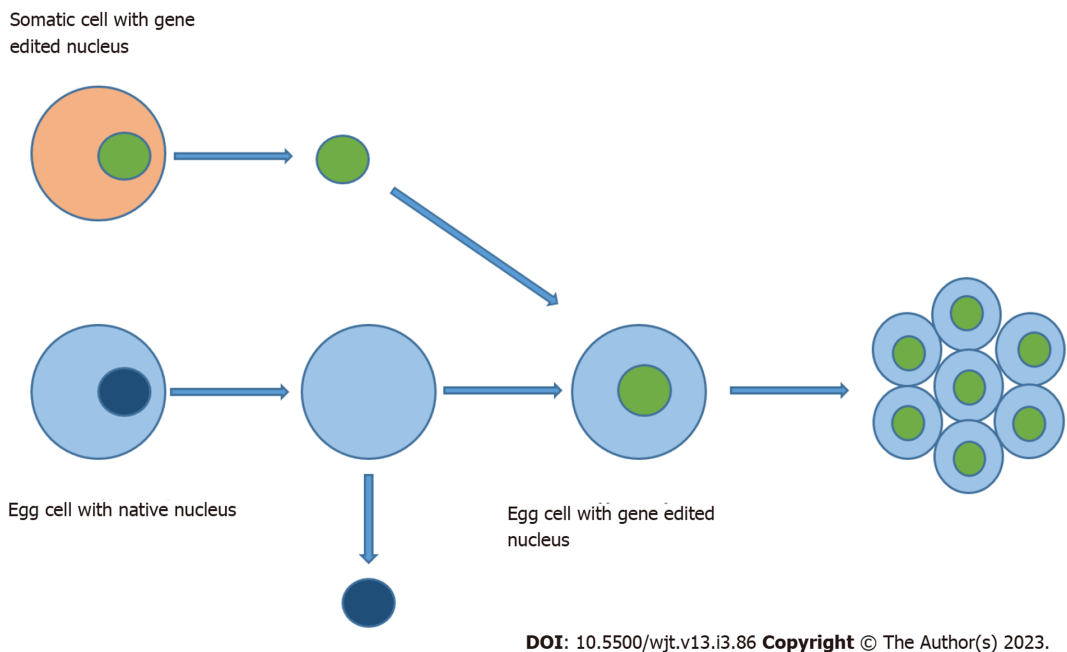 Somatic cell with gene
edited nucleus
Egg cell with native nucleus
Egg cell with gene edited
nucleus
DOI: 10.5500/wjt.v13.i3.86 Copyright © The Author(s) 2023.